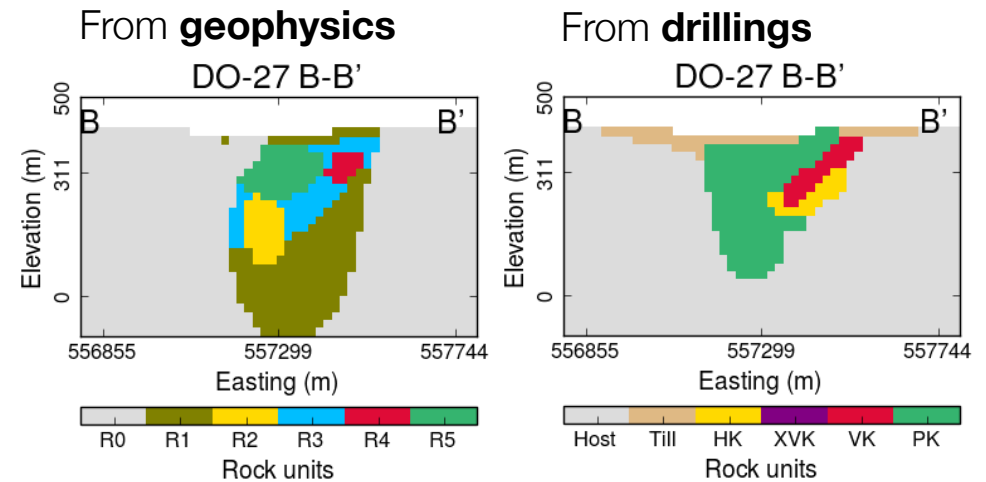 From geophysics
DO-27 B-B’
500
B
B’
311
0
Elevation (m)
556855
557299
557744
Easting (m)
R0
R1
R2
R3
R4
R5
Rock units
From drillings
DO-27 B-B’
500
B
B’
311
0
Elevation (m)
556855
557299
557744
Easting (m)
Host
Till
HK
XVK
VK
PK
Rock units